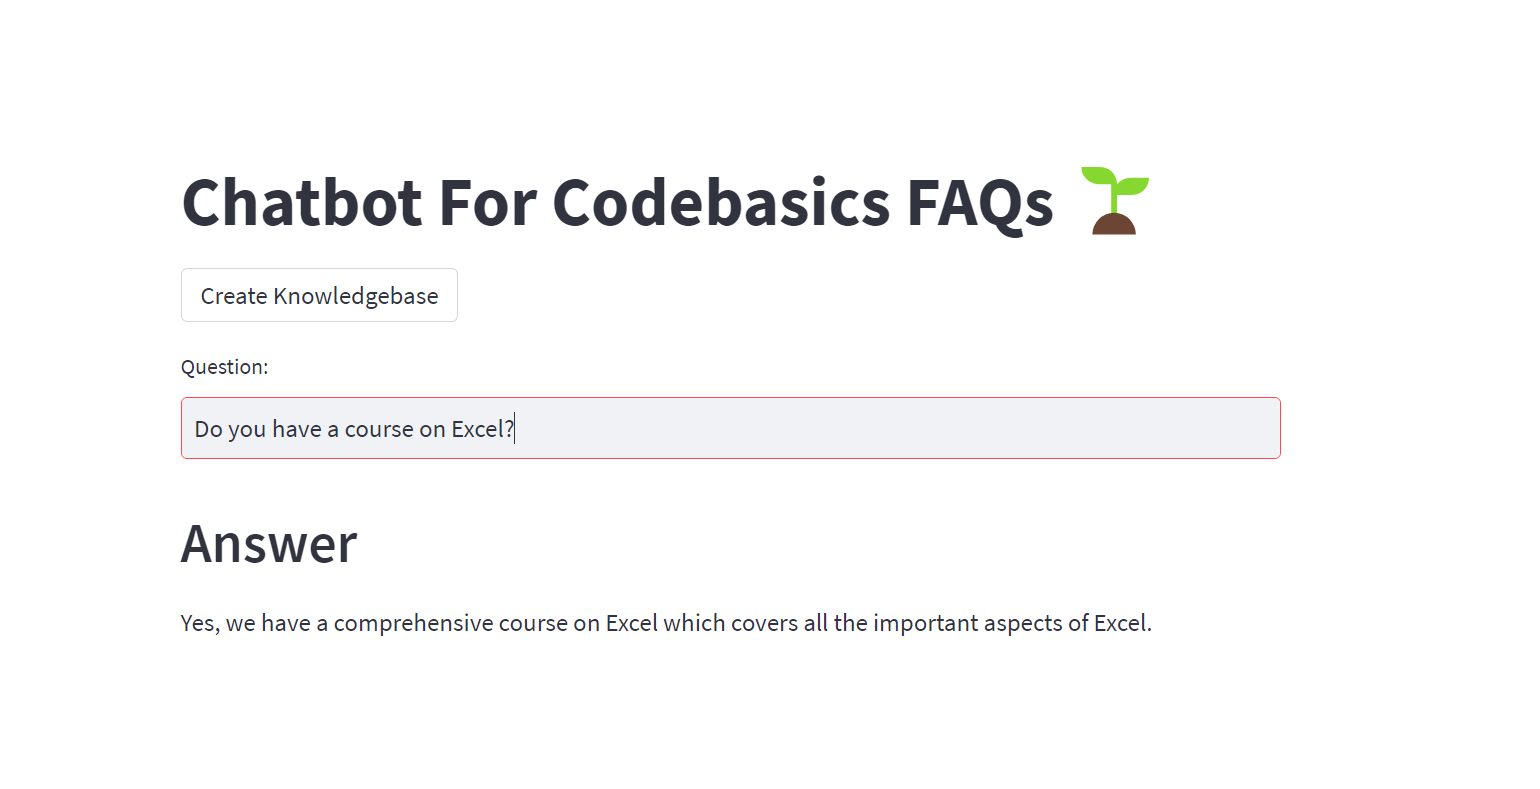 Chatbot For Codebasics FAQs 🌱
Create Knowledgebase
Question:
Do you have a course on Excel?
Answer
Yes, we have a comprehensive course on Excel which covers all the important aspects of Excel.